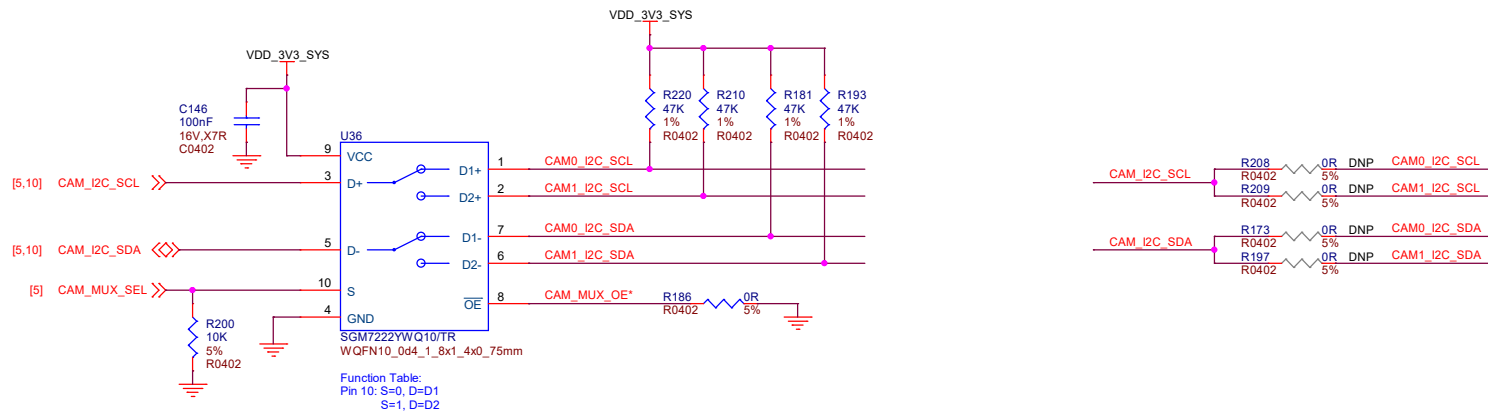 VDD_3V3_SYS
VDD_3V3_SYS
C146
100nF
16V,X7R
C0402
R220
47K
1%
R0402
R210
47K
1%
R0402
R181
47K
1%
R0402
R193
47K
1%
R0402
U36
9 VCC
[5,10] CAM_I2C_SCL 3 D+
[5,10] CAM_I2C_SDA 5 D-
[5] CAM_MUX_SEL 10 S
4 GND
D1+ 1 CAM0_I2C_SCL
D2+ 2 CAM1_I2C_SCL
D1- 7 CAM0_I2C_SDA
D2- 6 CAM1_I2C_SDA
OE 8 CAM_MUX_OE*
R186 0R
R0402 5%
R200
10K
5%
R0402
SGM7222YWQ10/TR
WQFN10_0d4_1_8x1_4x0_75mm
Function Table:
Pin 10: S=0, D=D1
S=1, D=D2
CAM_I2C_SCL
R208 0R DNP CAM0_I2C_SCL
R0402 5%
R209 0R DNP CAM1_I2C_SCL
R0402 5%
CAM_I2C_SDA
R173 0R DNP CAM0_I2C_SDA
R0402 5%
R197 0R DNP CAM1_I2C_SDA
R0402 5%